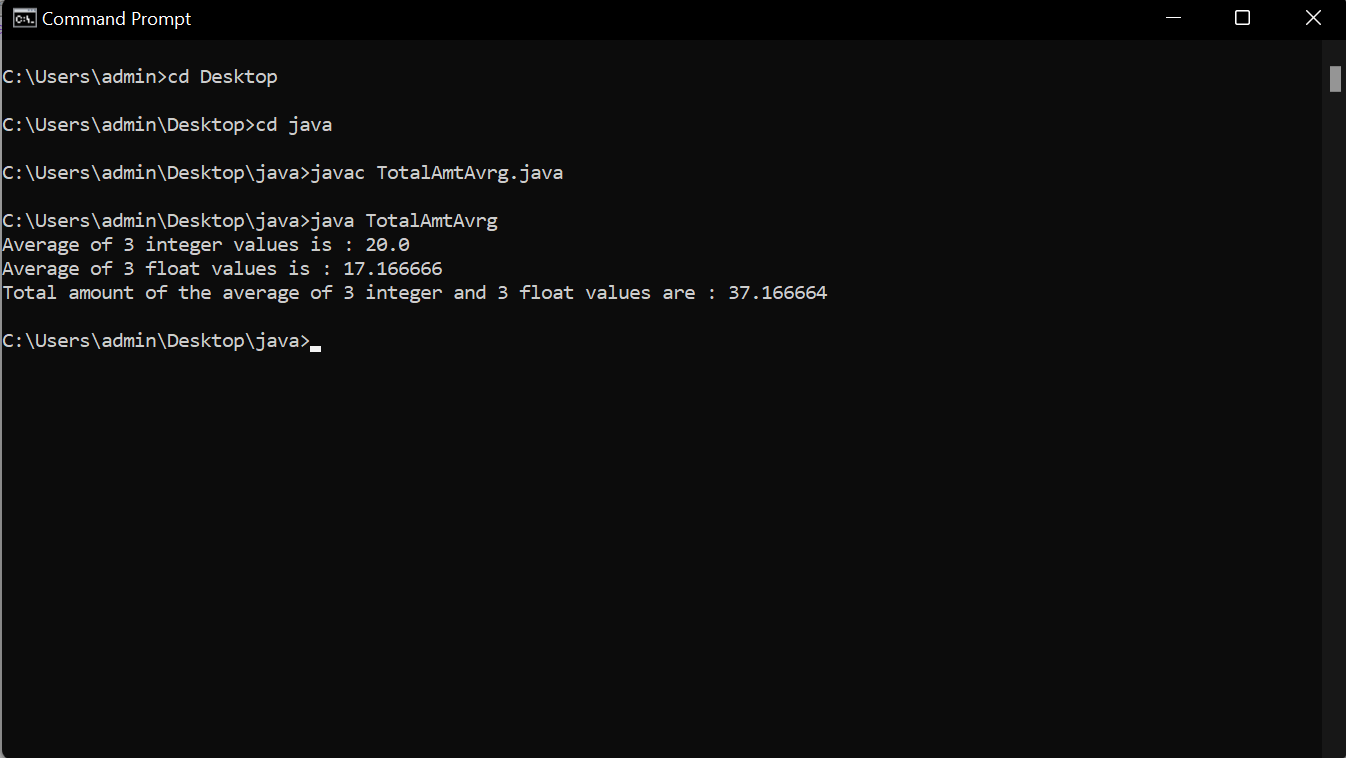 Command Prompt
C:\Users\admin>cd Desktop
C:\Users\admin\Desktop>cd java
C:\Users\admin\Desktop\java>javac TotalAmtAvrg.java
C:\Users\admin\Desktop\java>java TotalAmtAvrg
Average of 3 integer values is : 20.0
Average of 3 float values is : 17.166666
Total amount of the average of 3 integer and 3 float values are : 37.166664
C:\Users\admin\Desktop\java>